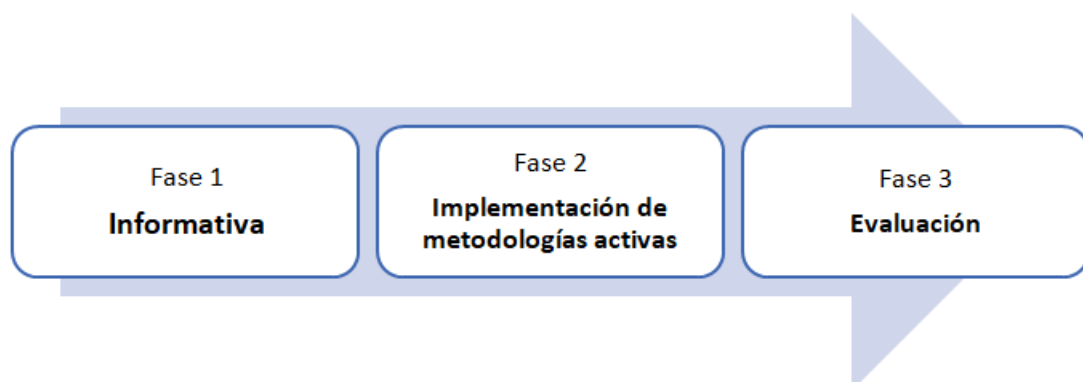 Fase 1
Informativa
Fase 2
Implementación de
metodologías activas
Fase 3
Evaluación